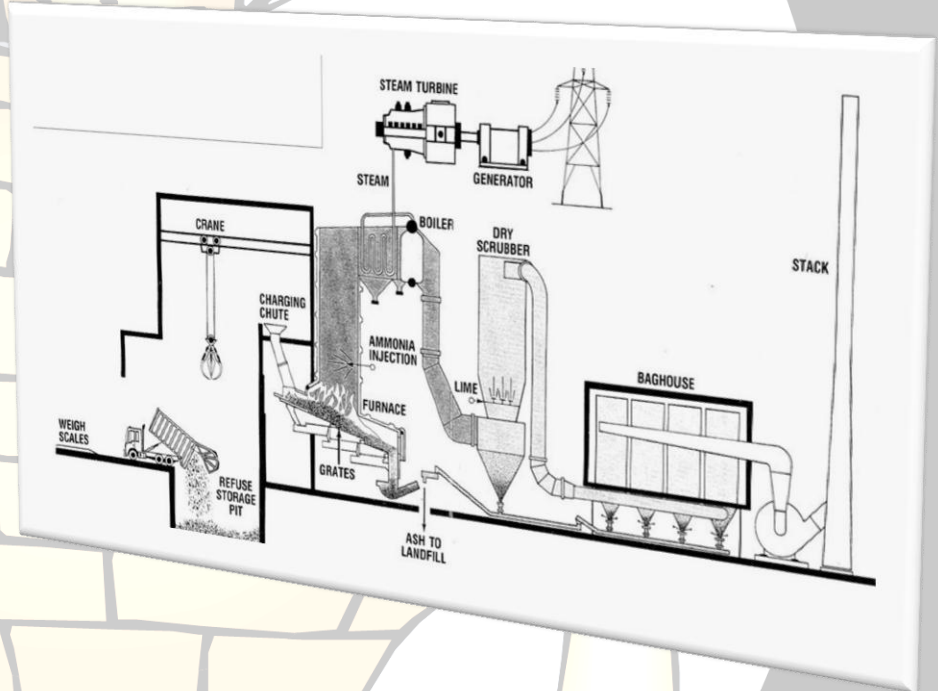 STEAM TURBINE
GENERATOR
STEAM
BOILER
CRANE
DRY
SCRUBBER
STACK
CHARGING
CHUTE
AMMONIA
INJECTION
LIME
BAGHOUSE
FURNACE
WEIGH
SCALES
GRATES
REFUSE
STORAGE
PIT
ASH TO
LANDFILL